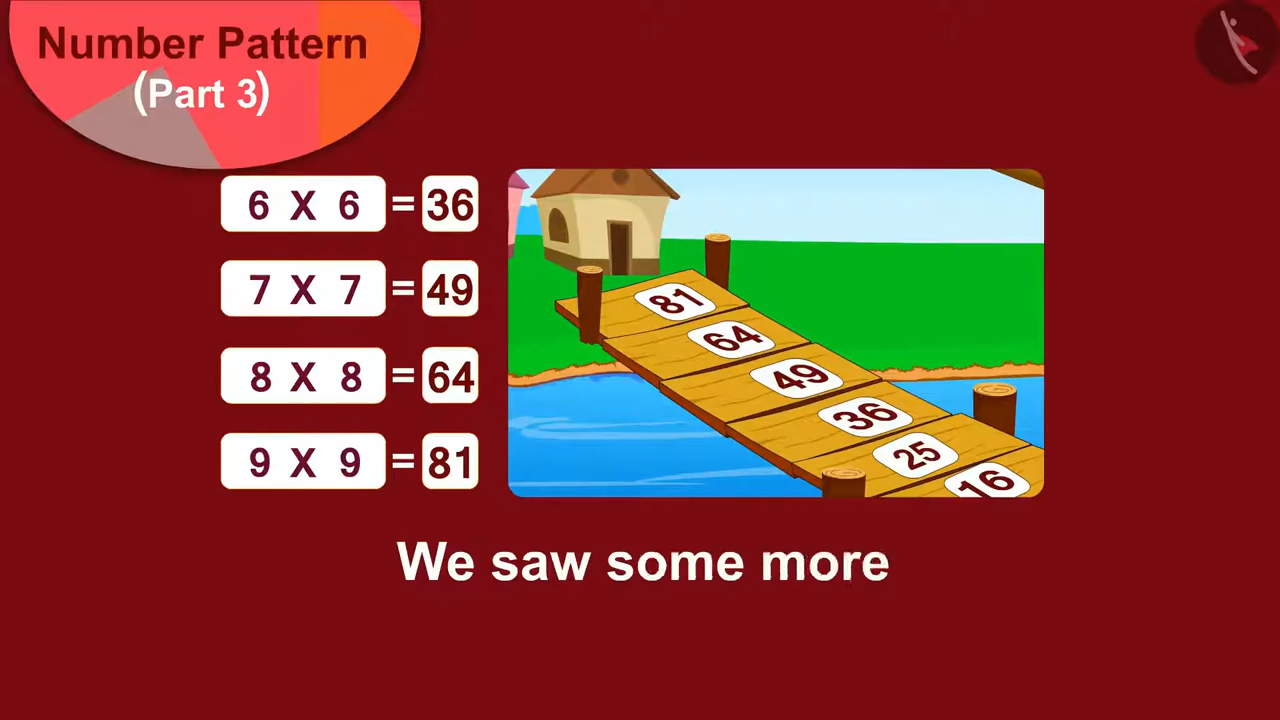 Number Pattern
(Part 3)
6 X 6 = 36
7 X 7 = 49
8 X 8 = 64
9 X 9 = 81
81
64
49
36
25
16
We saw some more